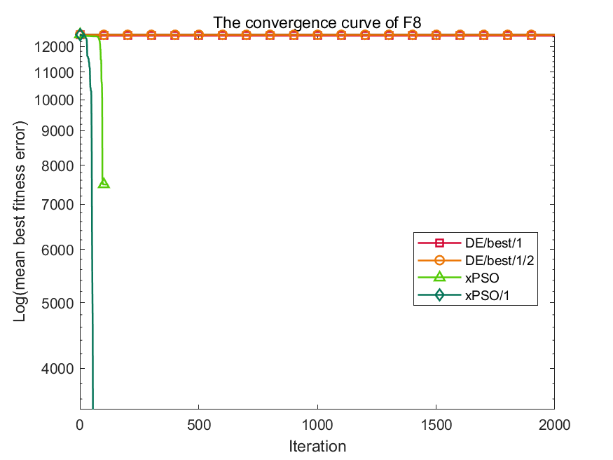 The convergence curve of F8
Log(mean best fitness error)
12000
11000
10000
9000
8000
7000
6000
5000
4000
DE/best/1
DE/best/1/2
xPSO
xPSO/1
0
500
1000
1500
2000
Iteration